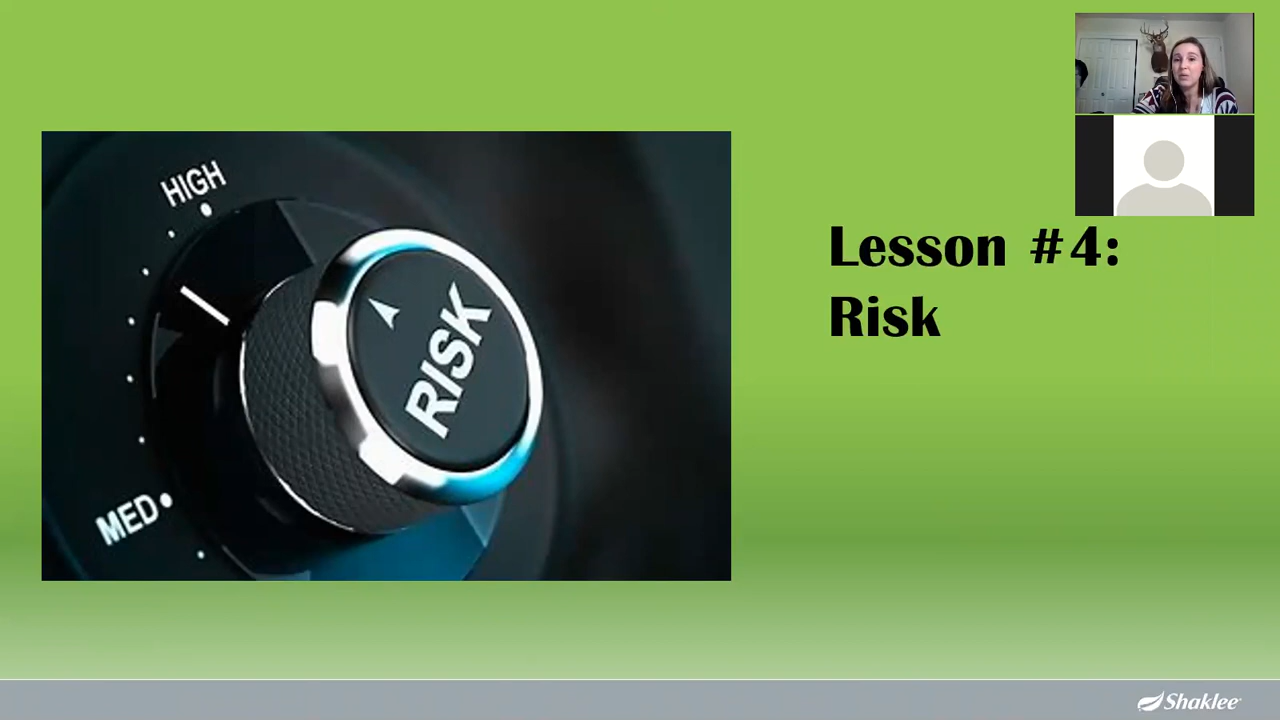 HIGH
RISK
MED
Lesson #4:
Risk
Shaklee